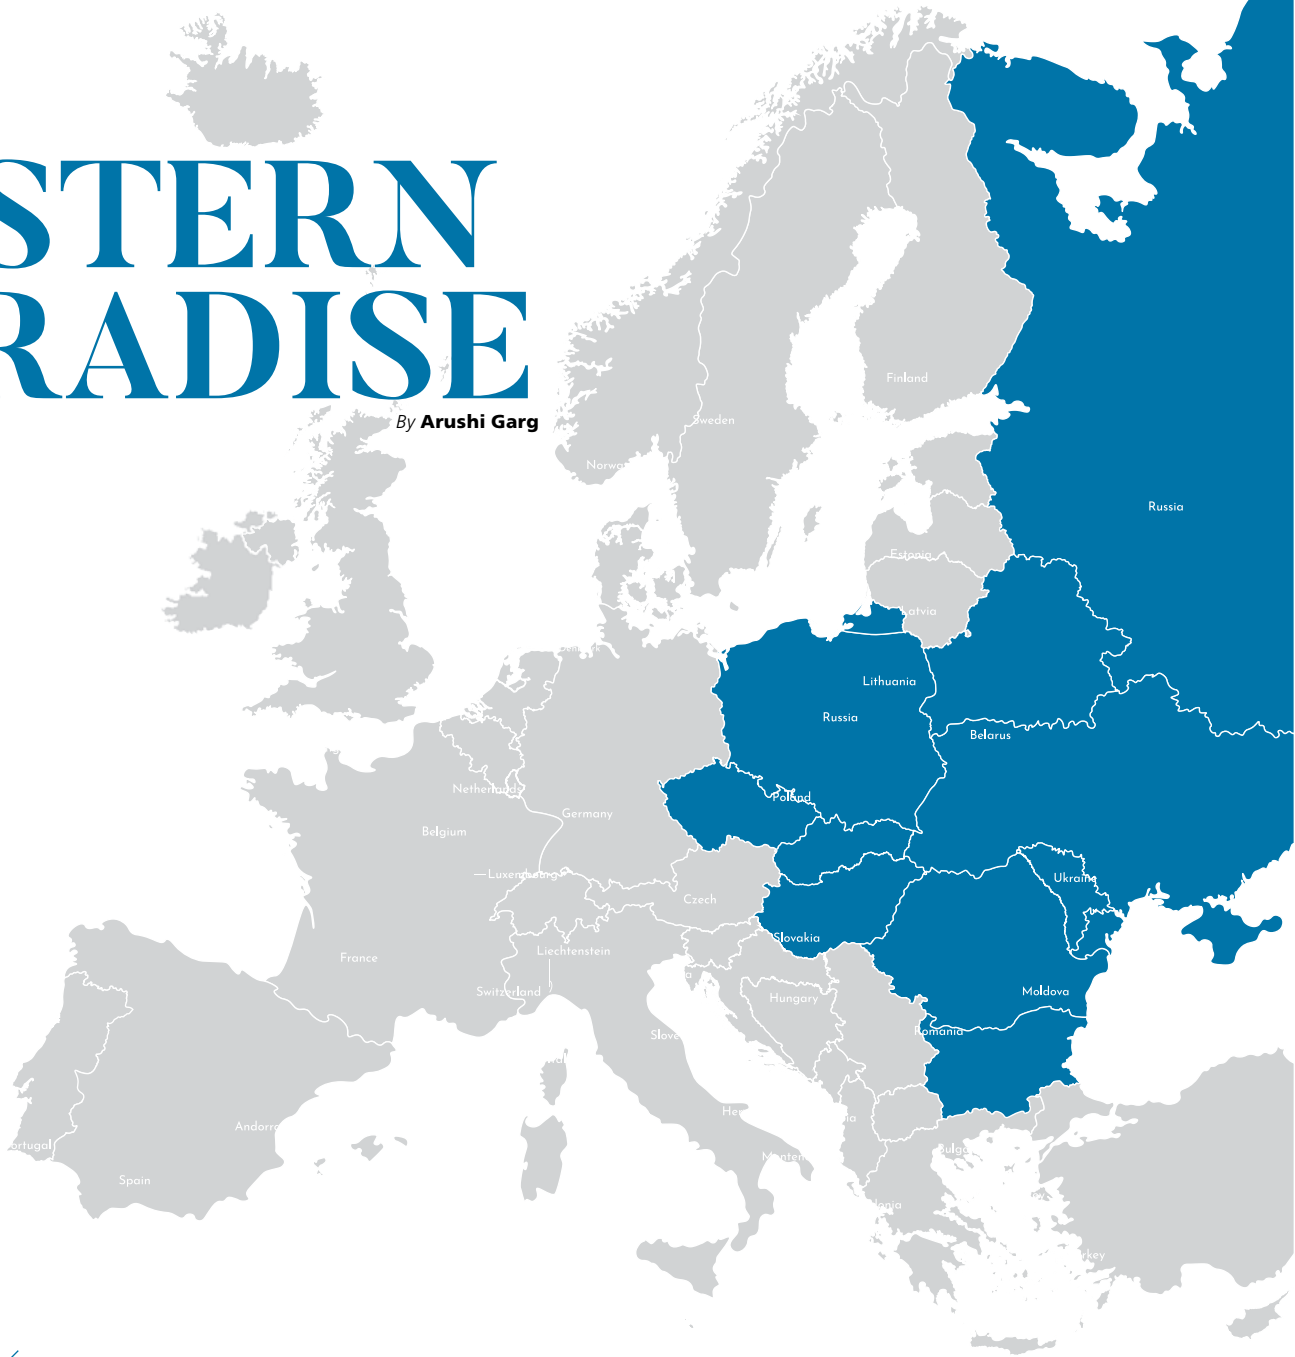 STERN
RADISE
By Arushi Garg
Finland
Sweden
Russia
Estonia
Latvia
Lithuania
Russia
Belarus
Netherlands
Poland
Germany
Belgium
Luxembourg
Ukraine
Czech
Slovakia
Liechtenstein
France
Switzerland
Hungary
Moldova
Romania
Spain